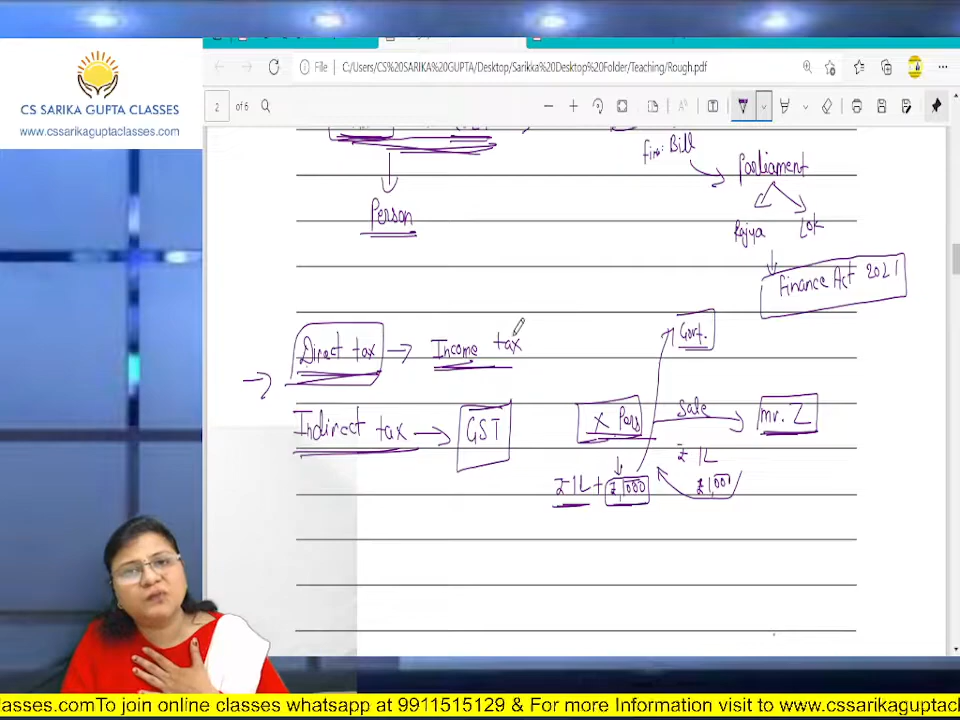 CS SARIKA GUPTA CLASSES
www.cssarikaguptaclasses.com
File
C:/Users/CS%20SARIKA%20GUPTA/Desktop/Sarikka%20Desktop%20Folder/Teaching/Rough.pdf
2 of 6
Fin. Bill
Parliament
Person
Rajya
Lok
Finance Act 2021
Govt.
Direct tax → Income tax
X Pers
Sale
Mr. Z
Indirect tax → GST
₹ 1L
₹ 1L + ₹ 1,000
₹ 1,000
lasses.comTo join online classes whatsapp at 9911515129 & For more Information visit to www.cssarikaguptacl